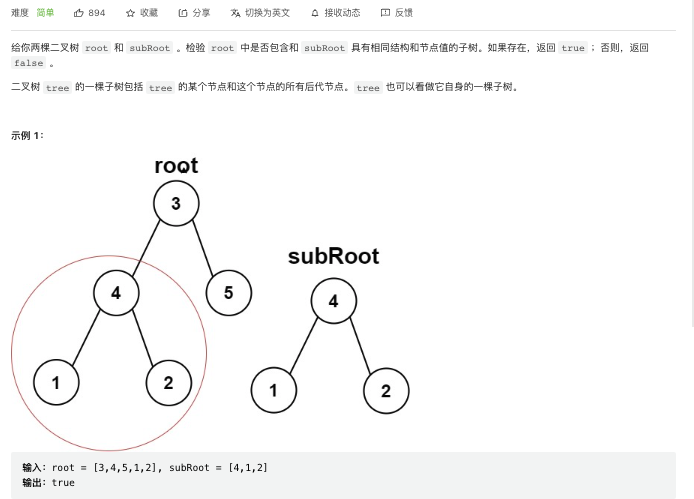 难度 简单 894 收藏 分享 切换为英文 接收动态 反馈
给你两棵二叉树 root 和 subRoot 。检验 root 中是否包含和 subRoot 具有相同结构和节点值的子树。如果存在，返回 true ；否则，返回
false 。
二叉树 tree 的一棵子树包括 tree 的某个节点和这个节点的所有后代节点。tree 也可以看做它自身的一棵子树。
示例 1：
root
3
subRoot
4 5 4
1 2 1 2
输入：root = [3,4,5,1,2], subRoot = [4,1,2]
输出：true